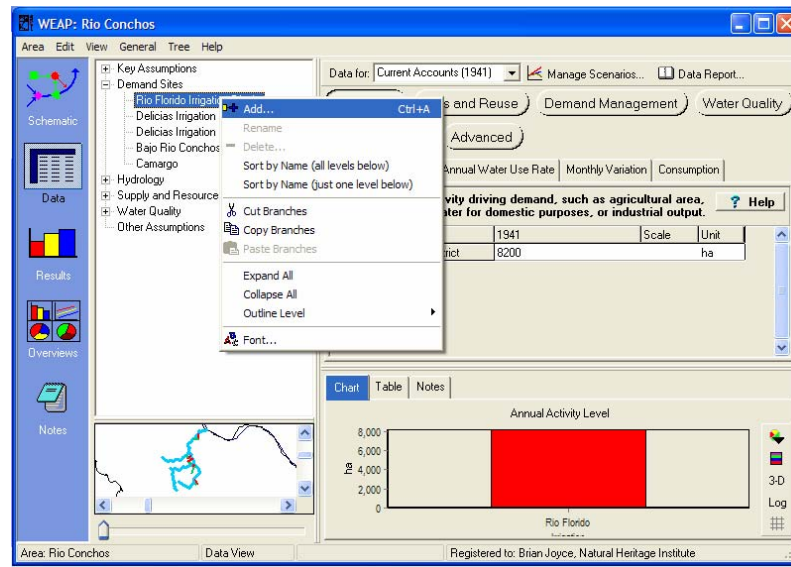 WEAP: Rio Conchos
Area Edit View General Tree Help
Schematic
Data
Results
Overviews
Notes
Key Assumptions
Demand Sites
Rio Florido Irrigation
Delicias Irrigation
Delicias Irrigation
Bajo Rio Conchos
Camargo
Hydrology
Supply and Resource
Water Quality
Other Assumptions
Add... Ctrl+A
Rename
Delete...
Sort by Name (all levels below)
Sort by Name (just one level below)
Cut Branches
Copy Branches
Paste Branches
Expand All
Collapse All
Outline Level
Font...
Data for: Current Accounts (1941) Manage Scenarios... Data Report...
s and Reuse Demand Management Water Quality
Advanced
Annual Water Use Rate Monthly Variation Consumption
vity driving demand, such as agricultural area,
ater for domestic purposes, or industrial output.
Help
1941 Scale Unit
rict 8200 ha
Chart Table Notes
Annual Activity Level
ha
8,000
6,000
4,000
2,000
0
Rio Florido
3-D
Log
Area: Rio Conchos Data View Registered to: Brian Joyce, Natural Heritage Institute